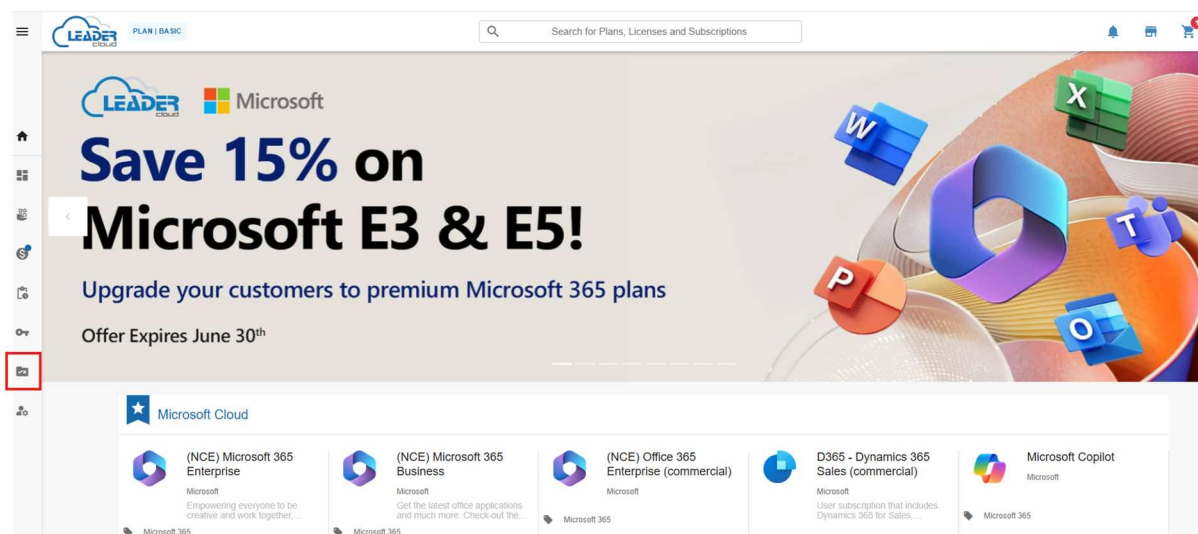 LEADER
cloud
PLAN | BASIC
Search for Plans, Licenses and Subscriptions
LEADER
cloud
Microsoft
Save 15% on
Microsoft E3 & E5!
Upgrade your customers to premium Microsoft 365 plans
Offer Expires June 30th
W
X
T
P
O
Microsoft Cloud
(NCE) Microsoft 365
Enterprise
Microsoft
Empowering everyone to be
creative and work together,...
Microsoft 365
(NCE) Microsoft 365
Business
Microsoft
Get the latest office applications
and much more. Check-out the...
Microsoft 365
(NCE) Office 365
Enterprise (commercial)
Microsoft
Microsoft 365
D365 - Dynamics 365
Sales (commercial)
Microsoft
User subscription that includes
Dynamics 365 for Sales,...
Microsoft Copilot
Microsoft
Microsoft 365